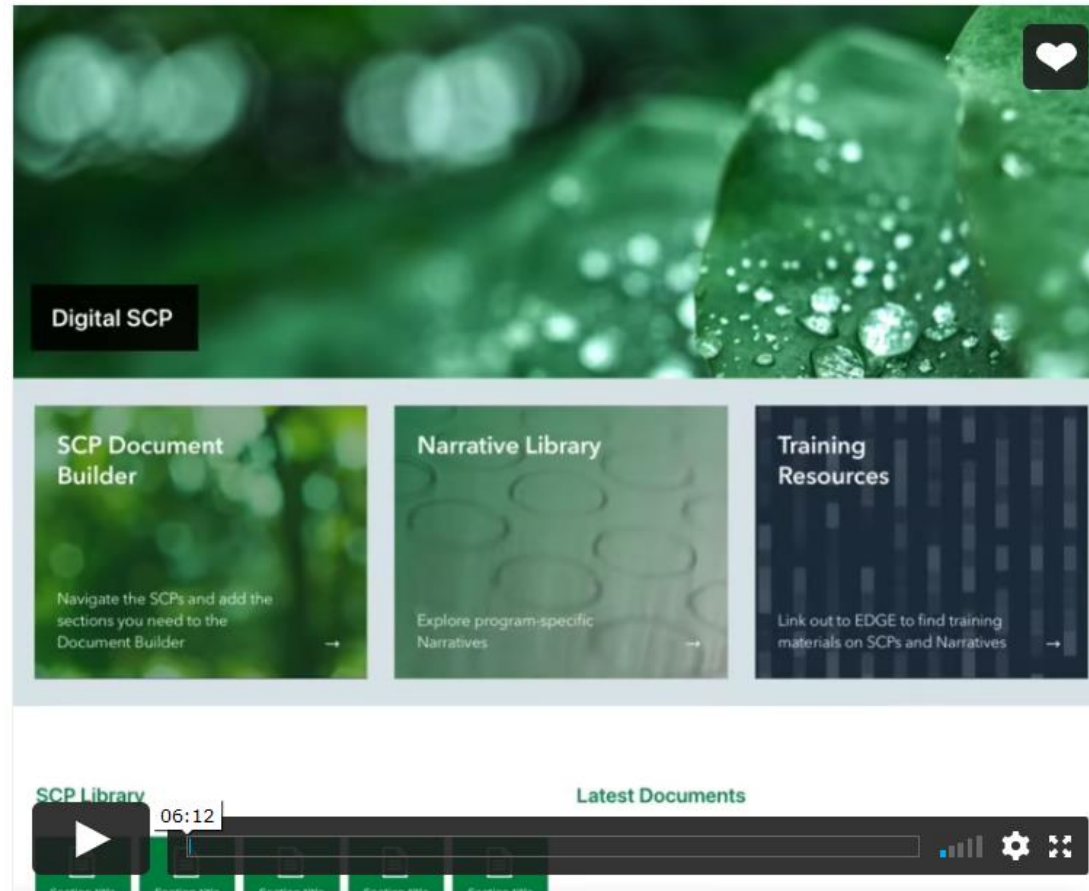 Digital SCP
SCP Document
Builder
Navigate the SCPs and add the
sections you need to the
Document Builder
→
Narrative Library
Explore program-specific
Narratives
→
Training
Resources
Link out to EDGE to find training
materials on SCPs and Narratives
→
SCP Library
Latest Documents
06:12